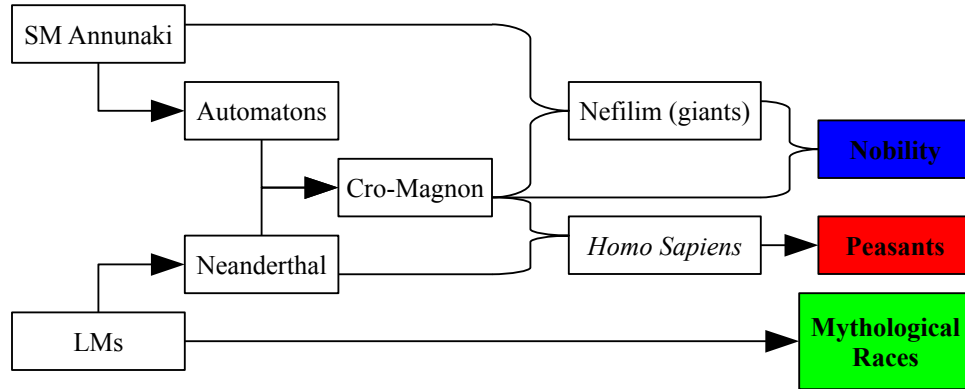 SM Annunaki
Automatons
Nefilim (giants)
Nobility
Cro-Magnon
Homo Sapiens
Peasants
Neanderthal
LMs
Mythological
Races